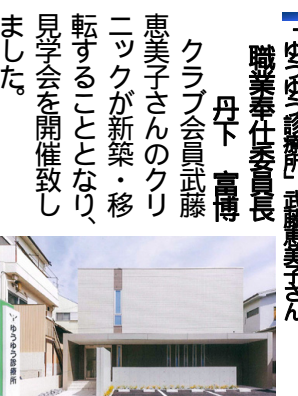 「ゆうゆう診療所」武藤恵美子さん
職業奉仕委員長
丹下 富博
クラブ会員武藤
恵美子さんのクリ
ニックが新築・移
転することとなり、
見学会を開催致し
ました。
ゆうゆう診療所